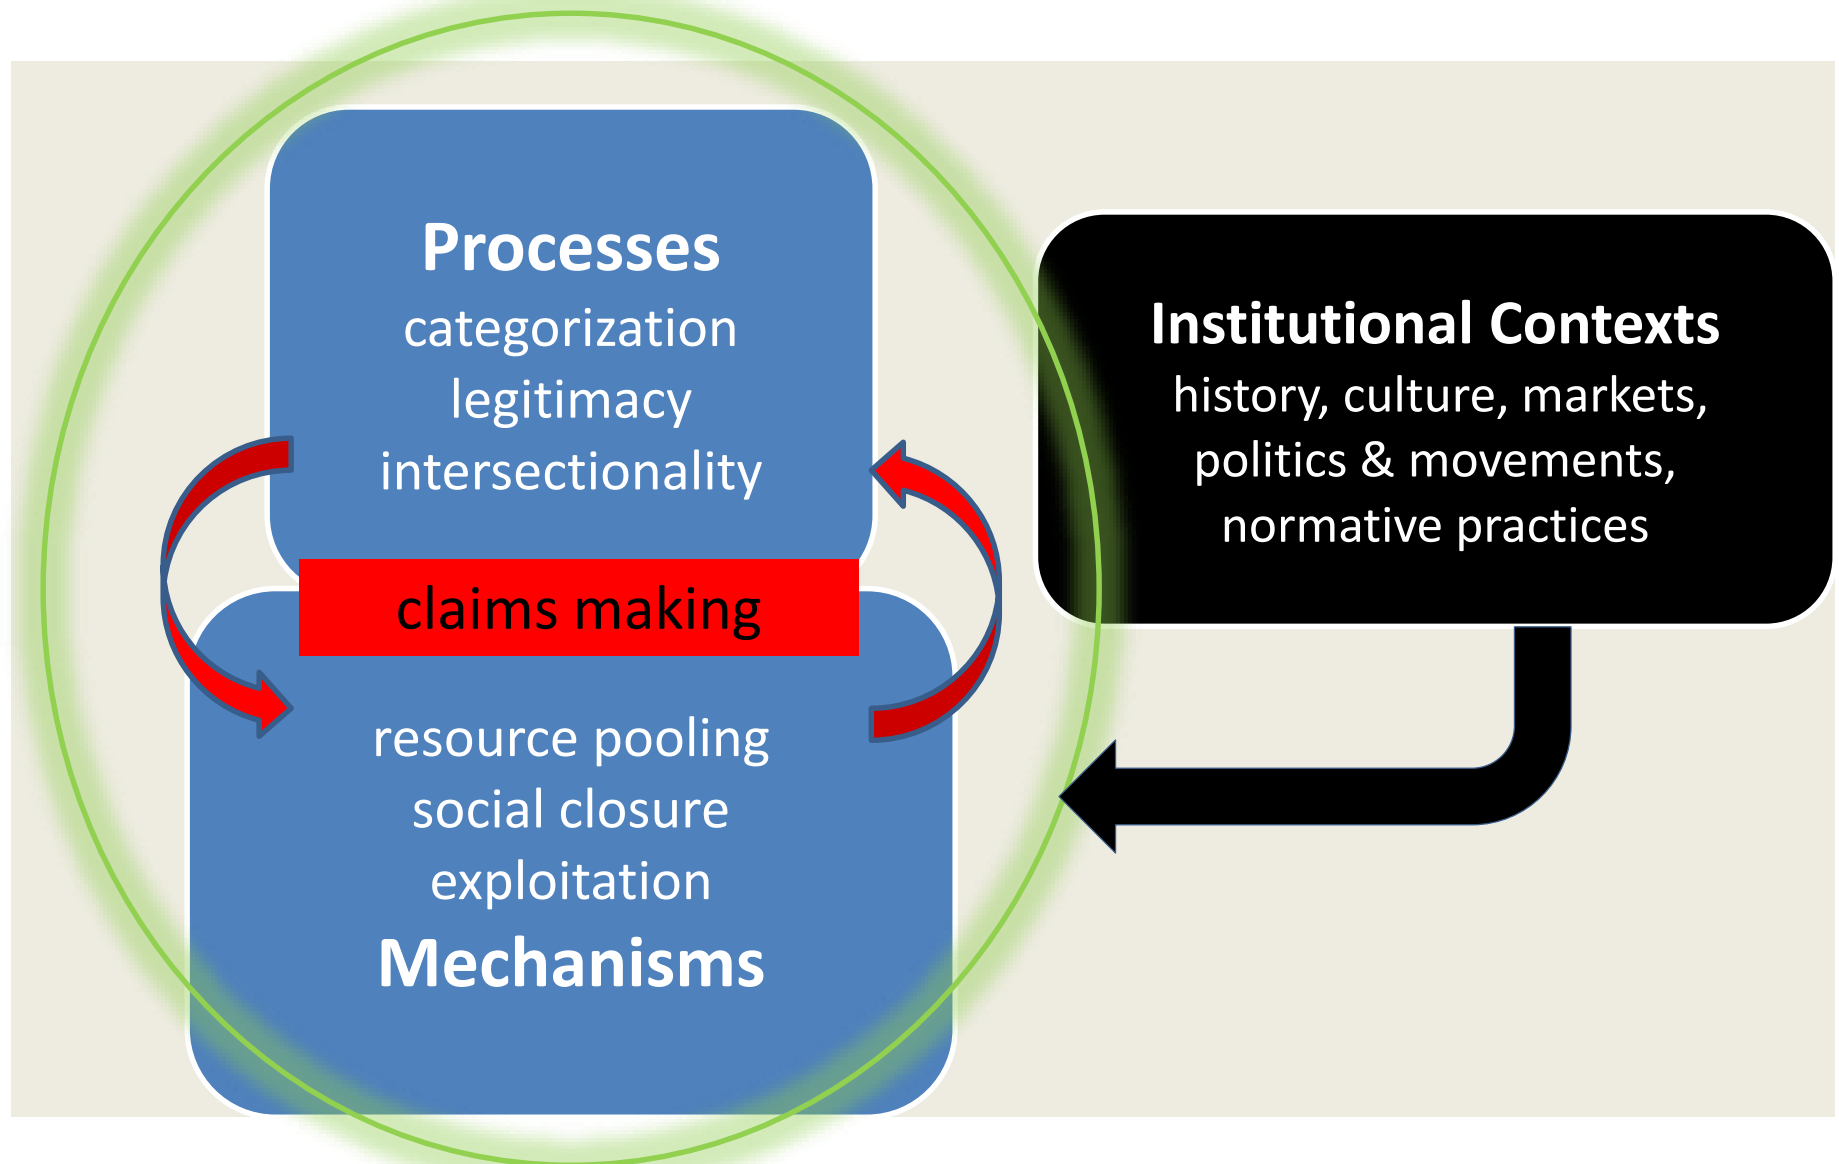 Processes
categorization
legitimacy
intersectionality
claims making
resource pooling
social closure
exploitation
Mechanisms
Institutional Contexts
history, culture, markets,
politics & movements,
normative practices